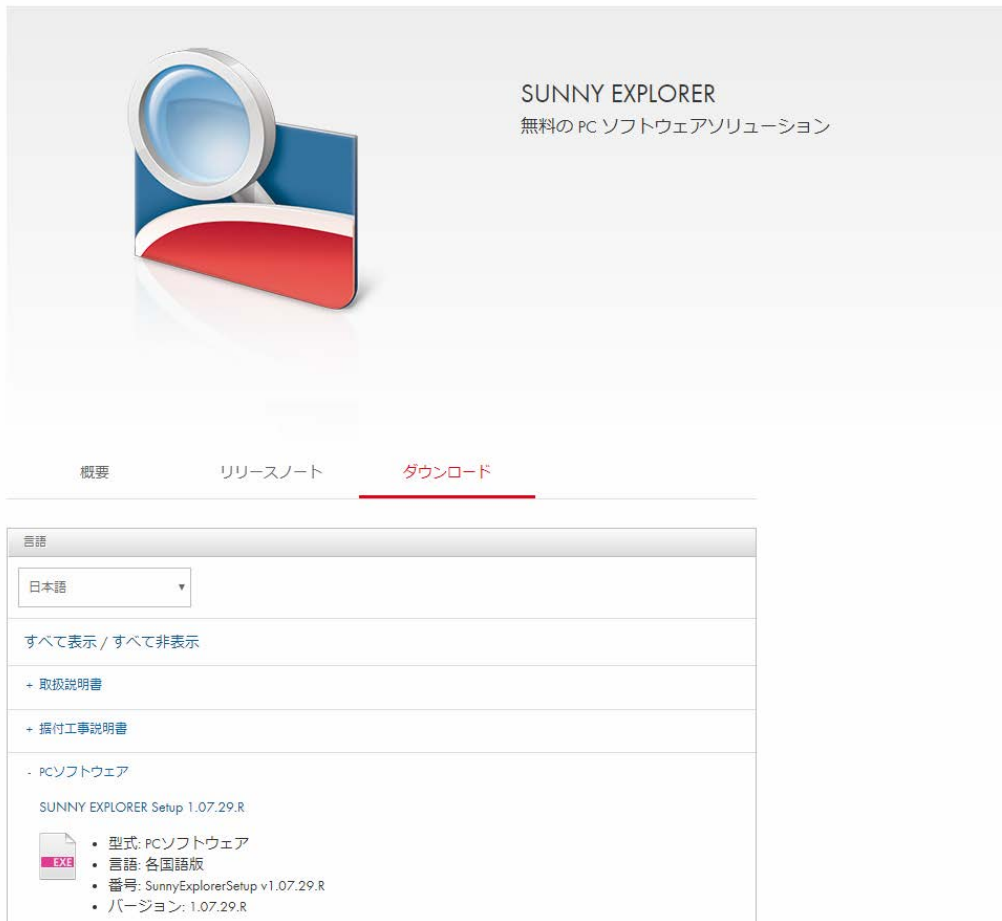 SUNNY EXPLORER
無料の PC ソフトウェアソリューション
概要 リリースノート ダウンロード
言語
日本語
すべて表示 / すべて非表示
+ 取扱説明書
+ 据付工事説明書
- PCソフトウェア
SUNNY EXPLORER Setup 1.07.29.R
EXE
• 型式: PCソフトウェア
• 言語: 各国語版
• 番号: SunnyExplorerSetup v1.07.29.R
• バージョン: 1.07.29.R